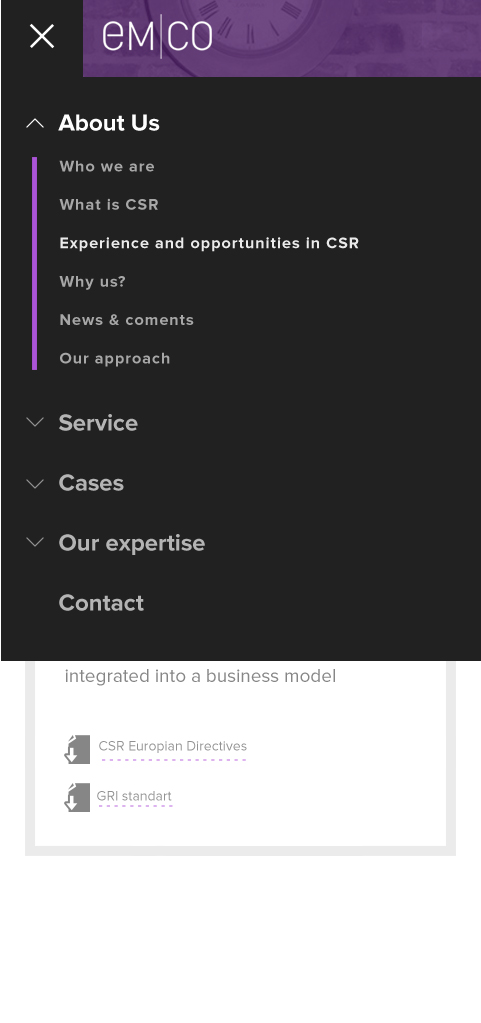 eM|CO
About Us
Who we are
What is CSR
Experience and opportunities in CSR
Why us?
News & coments
Our approach
Service
Cases
Our expertise
Contact
integrated into a business model
CSR Europian Directives
GRI standart